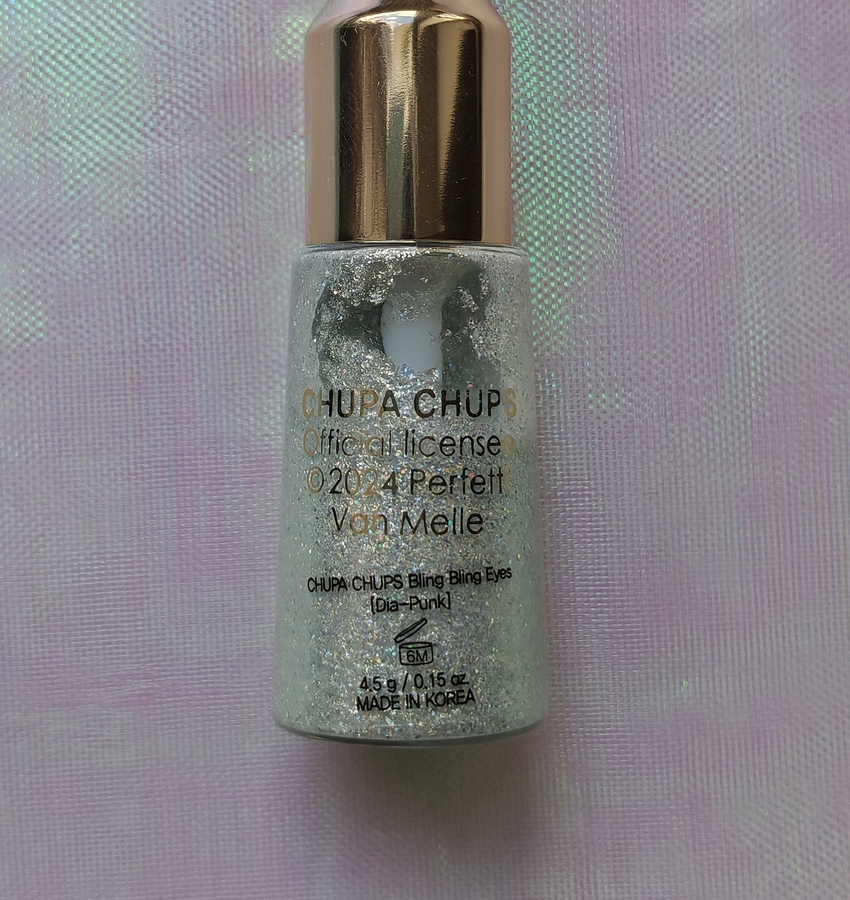 CHUPA CHUPS
Official licensee
©2024 Perfetti
Van Melle
CHUPA CHUPS Bling Bling Eyes
[Dia-Punk]
6M
4.5 g / 0.15 oz.
MADE IN KOREA